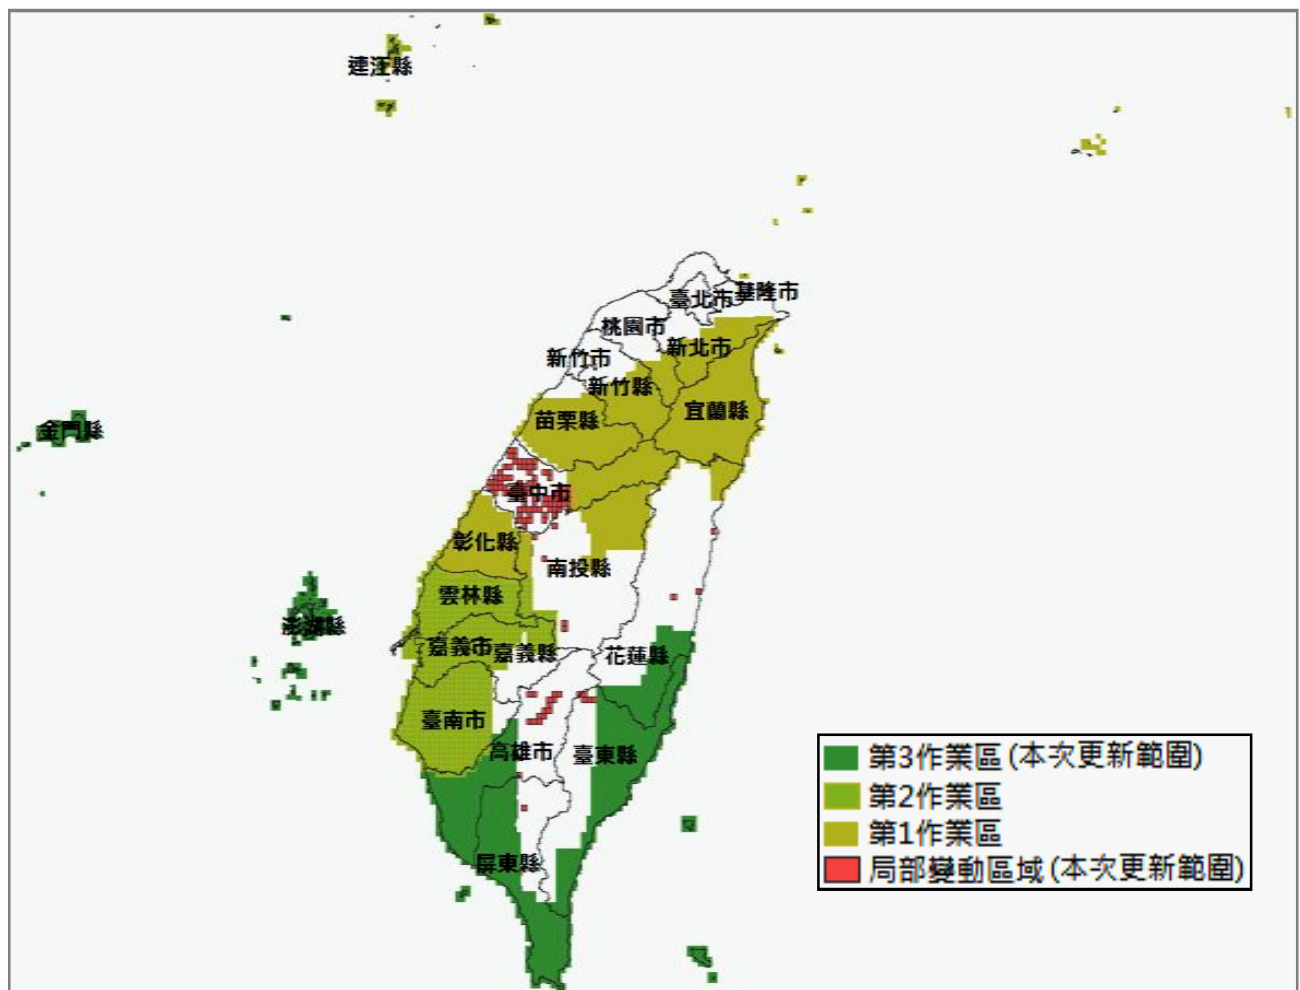 連江縣
基隆市
臺北市
桃園市
新北市
新竹市
新竹縣
宜蘭縣
苗栗縣
金門縣
臺中市
彰化縣
南投縣
雲林縣
澎湖縣
嘉義市
嘉義縣
花蓮縣
臺南市
高雄市
臺東縣
屏東縣
第3作業區(本次更新範圍)
第2作業區
第1作業區
局部變動區域(本次更新範圍)